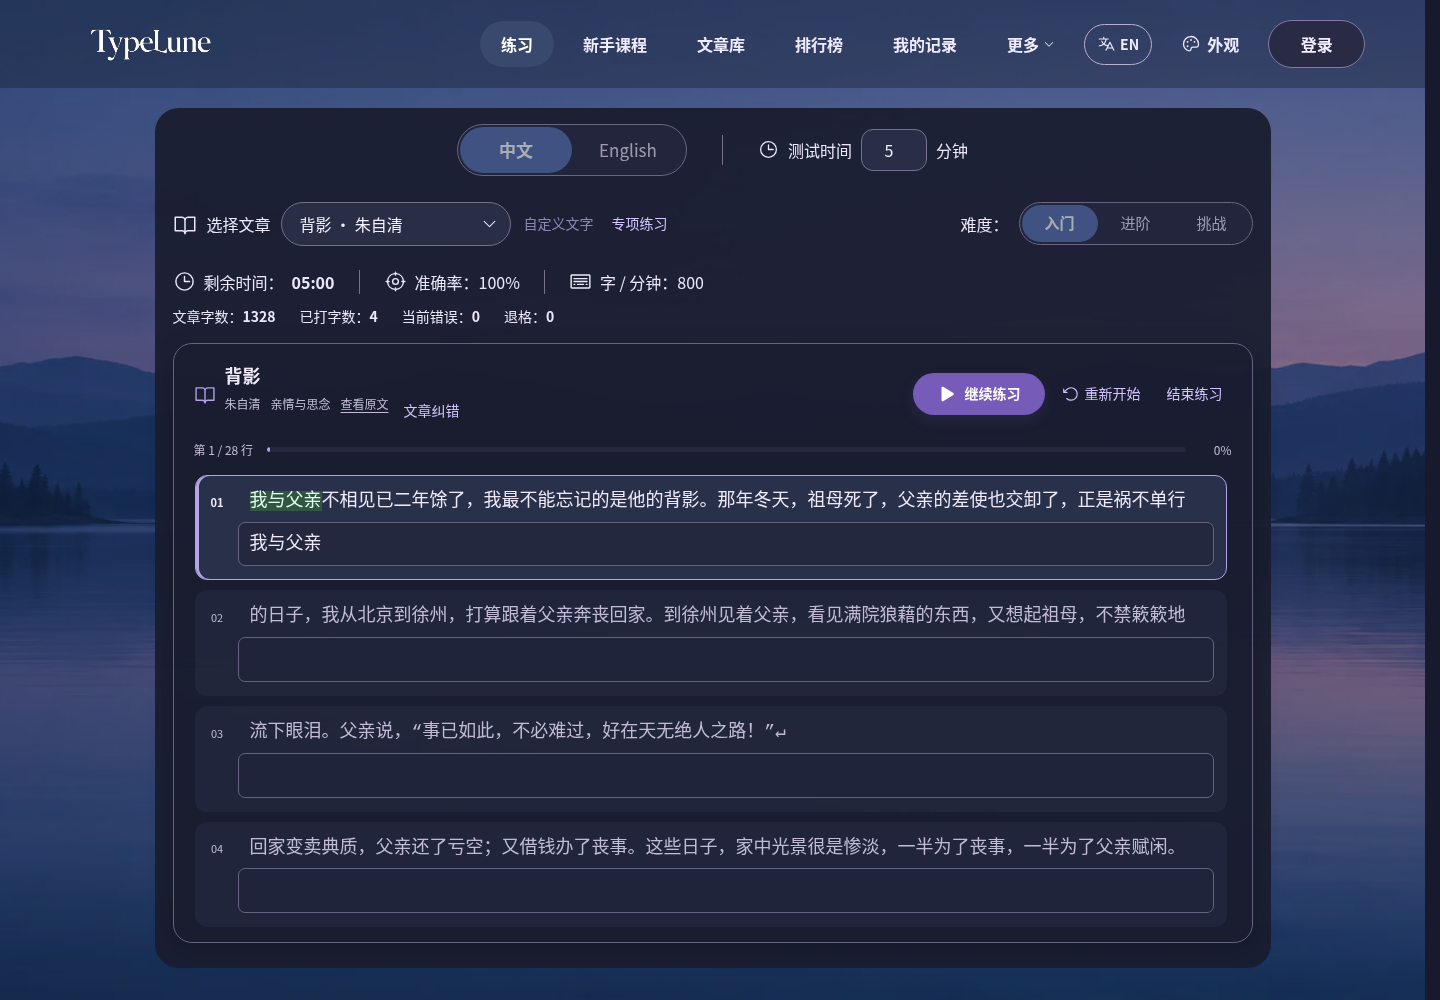 TypeLune 练习 新手课程 文章库 排行榜 我的记录 更多 EN 外观 登录
中文 English 测试时间 5 分钟
选择文章 背影 · 朱自清 自定义文字 专项练习 难度： 入门 进阶 挑战
剩余时间： 05:00 准确率：100% 字 / 分钟：800
文章字数：1328 已打字数：4 当前错误：0 退格：0
背影
朱自清 亲情与思念 查看原文 文章纠错 继续练习 重新开始 结束练习
第 1 / 28 行 0%
01 我与父亲不相见已二年馀了，我最不能忘记的是他的背影。那年冬天，祖母死了，父亲的差使也交卸了，正是祸不单行
我与父亲
02 的日子，我从北京到徐州，打算跟着父亲奔丧回家。到徐州见着父亲，看见满院狼藉的东西，又想起祖母，不禁簌簌地
03 流下眼泪。父亲说，“事已如此，不必难过，好在天无绝人之路！”↵
04 回家变卖典质，父亲还了亏空；又借钱办了丧事。这些日子，家中光景很是惨淡，一半为了丧事，一半为了父亲赋闲。